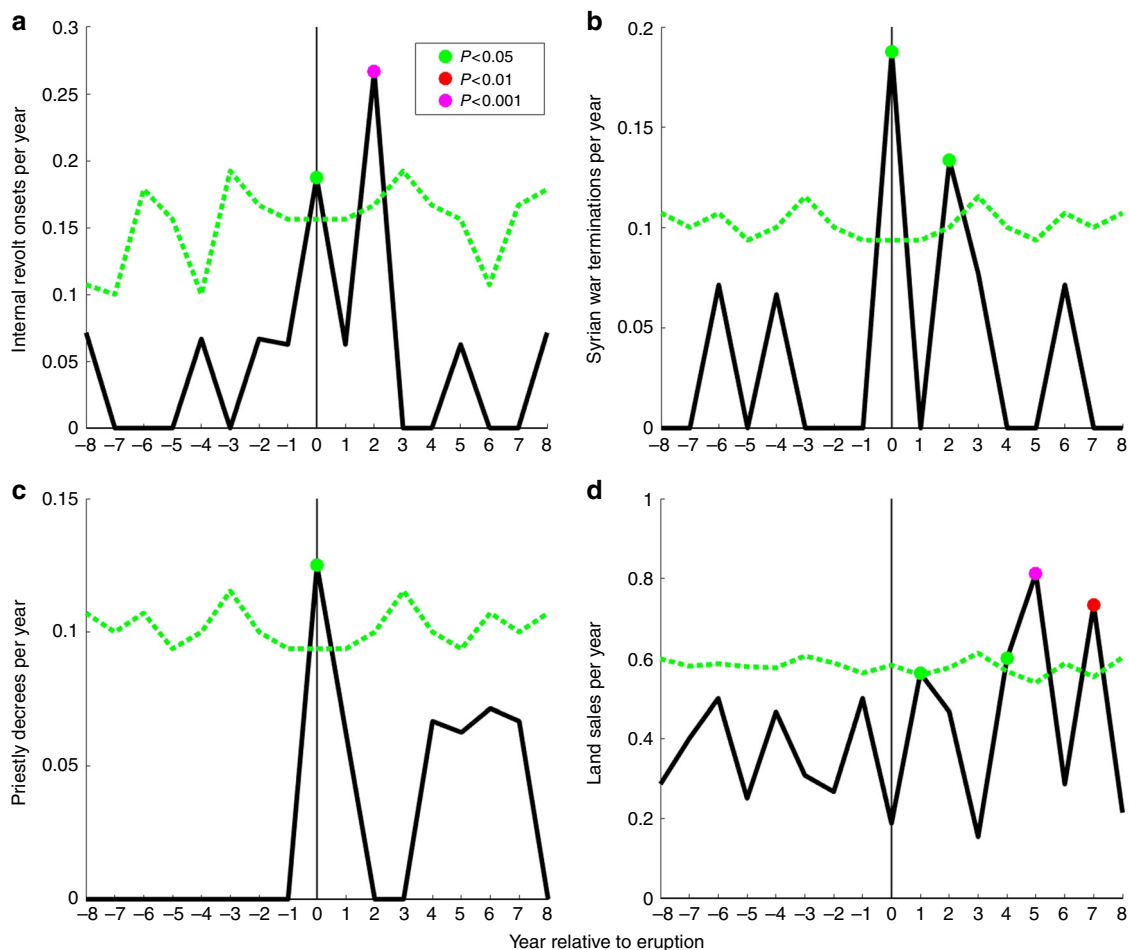 a
0.3
0.25
0.2
0.15
0.1
0.05
0
Internal revolt onsets per year
P<0.05
P<0.01
P<0.001
–8 –7 –6 –5 –4 –3 –2 –1 0 1 2 3 4 5 6 7 8
b
0.2
0.15
0.1
0.05
0
Syrian war terminations per year
–8 –7 –6 –5 –4 –3 –2 –1 0 1 2 3 4 5 6 7 8
c
0.15
0.1
0.05
0
Priestly decrees per year
–8 –7 –6 –5 –4 –3 –2 –1 0 1 2 3 4 5 6 7 8
d
1
0.8
0.6
0.4
0.2
0
Land sales per year
–8 –7 –6 –5 –4 –3 –2 –1 0 1 2 3 4 5 6 7 8
Year relative to eruption